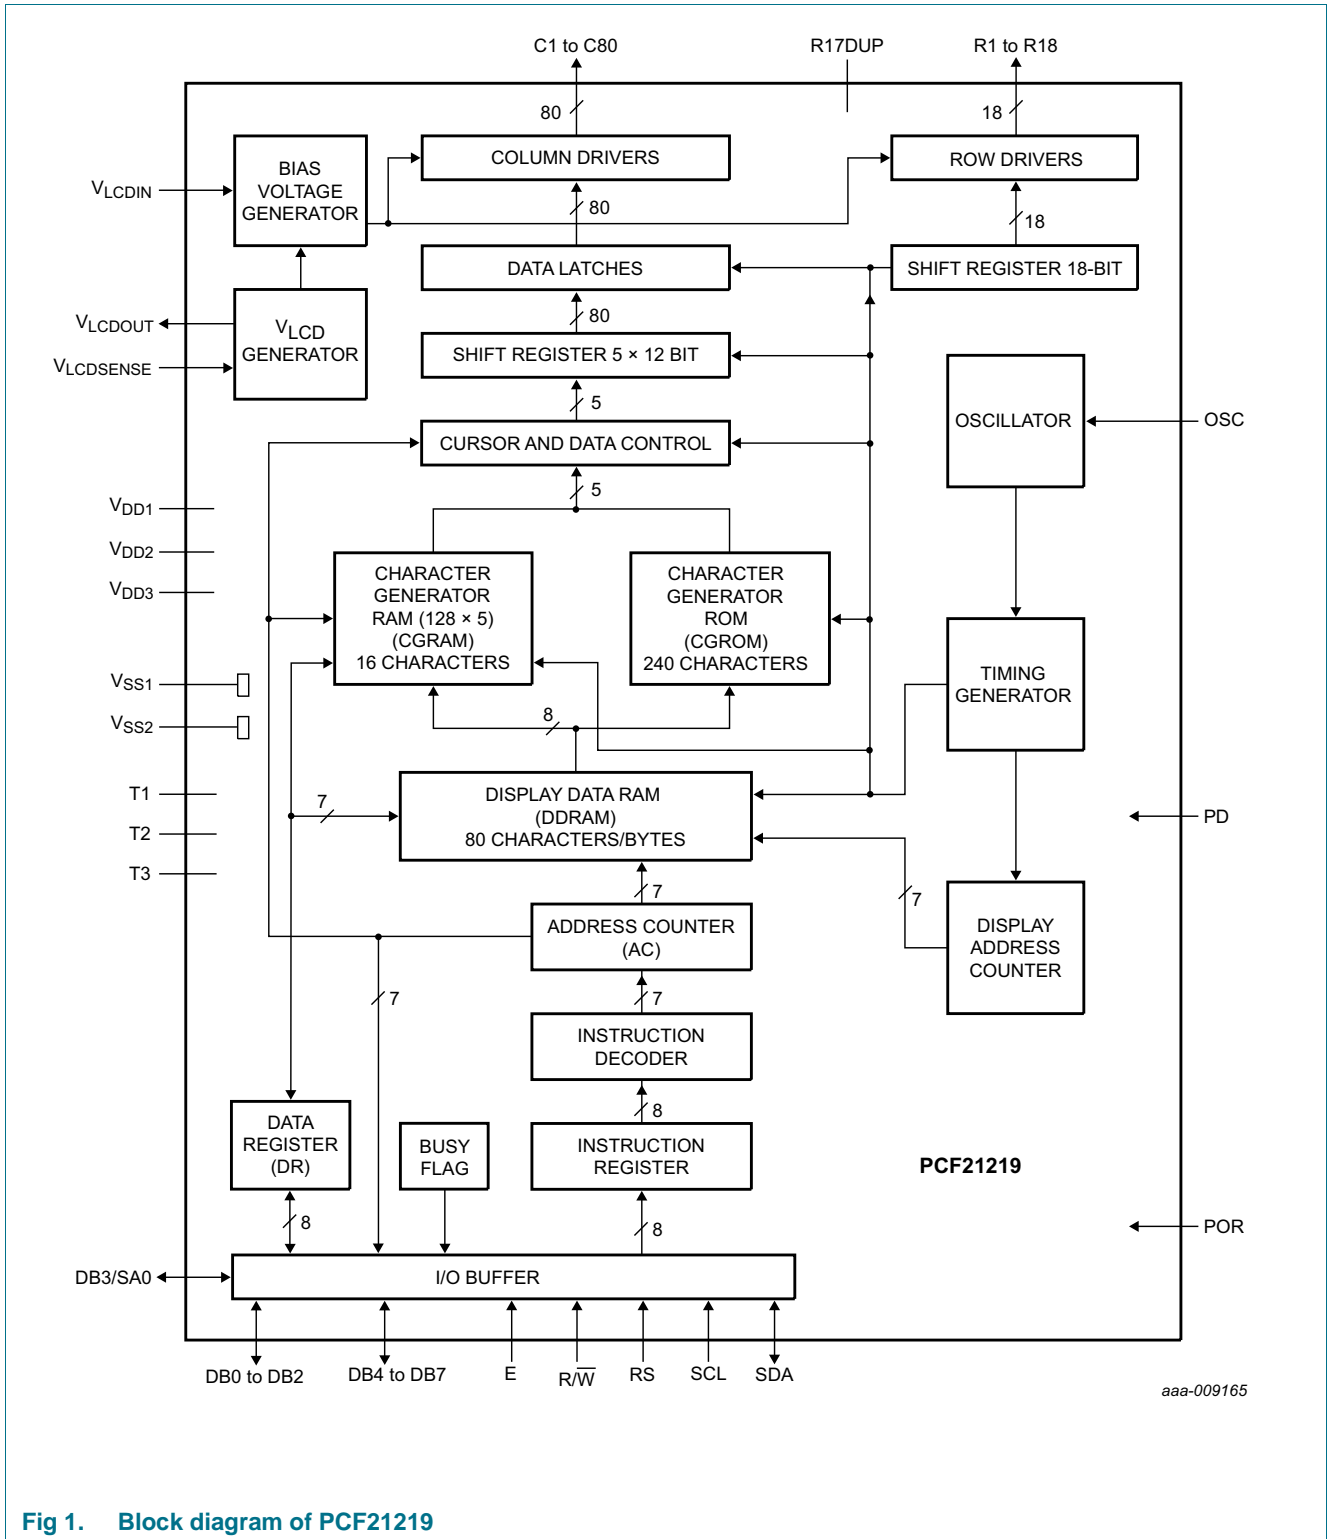 C1 to C80
R17DUP
R1 to R18
80
18
BIAS
VOLTAGE
GENERATOR
COLUMN DRIVERS
ROW DRIVERS
VLCDIN
80
18
DATA LATCHES
SHIFT REGISTER 18-BIT
VLCDOUT
VLCD
GENERATOR
80
SHIFT REGISTER 5 × 12 BIT
VLCDSENSE
5
OSCILLATOR
OSC
CURSOR AND DATA CONTROL
5
VDD1
VDD2
VDD3
CHARACTER
GENERATOR
RAM (128 × 5)
(CGRAM)
16 CHARACTERS
CHARACTER
GENERATOR
ROM
(CGROM)
240 CHARACTERS
TIMING
GENERATOR
VSS1
VSS2
8
T1
T2
T3
7
DISPLAY DATA RAM
(DDRAM)
80 CHARACTERS/BYTES
PD
7
7
ADDRESS COUNTER
(AC)
DISPLAY
ADDRESS
COUNTER
7
7
INSTRUCTION
DECODER
8
DATA
REGISTER
(DR)
BUSY
FLAG
INSTRUCTION
REGISTER
PCF21219
8
8
POR
DB3/SA0
I/O BUFFER
DB0 to DB2
DB4 to DB7
E
R/W̅
RS
SCL
SDA
aaa-009165
Fig 1. Block diagram of PCF21219